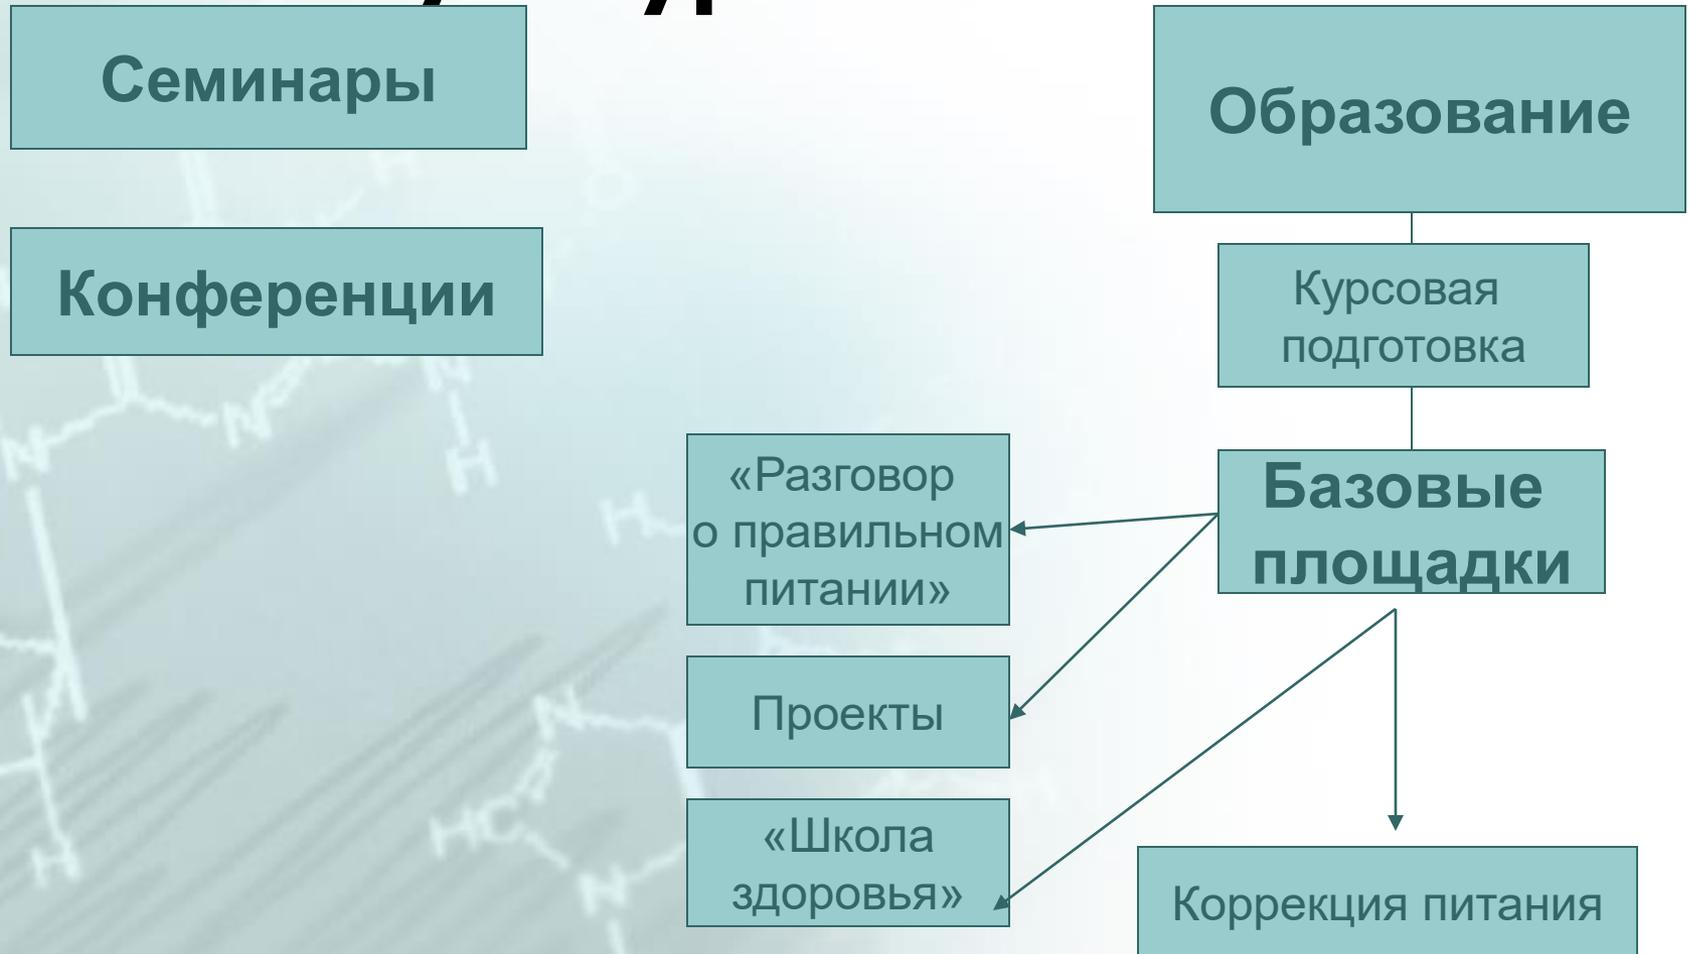 Семинары
Образование
Конференции
Курсовая
подготовка
«Разговор
о правильном
питании»
Базовые
площадки
Проекты
«Школа
здоровья»
Коррекция питания